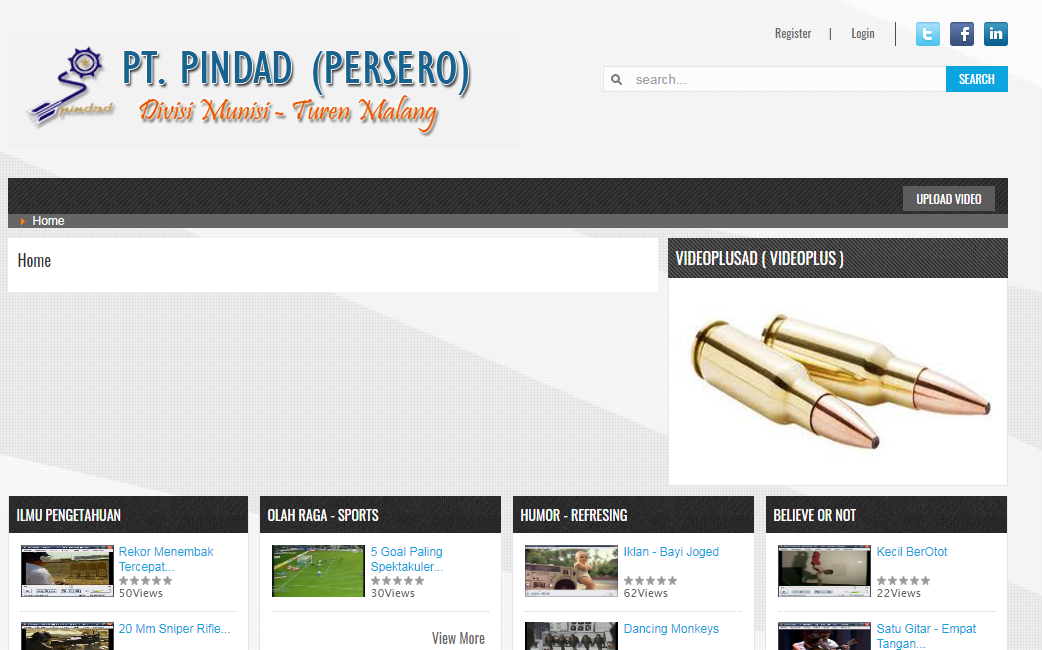 Register | Login
search...
SEARCH
pindad
PT. PINDAD (PERSERO)
Divisi Munisi - Turen Malang
UPLOAD VIDEO
Home
Home
VIDEOPLUSAD ( VIDEOPLUS )
ILMU PENGETAHUAN
Rekor Menembak
Tercepat...
50Views
20 Mm Sniper Rifle...
OLAH RAGA - SPORTS
5 Goal Paling
Spektakuler...
30Views
View More
HUMOR - REFRESING
Iklan - Bayi Joged
62Views
Dancing Monkeys
BELIEVE OR NOT
Kecil BerOtot
22Views
Satu Gitar - Empat
Tangan...